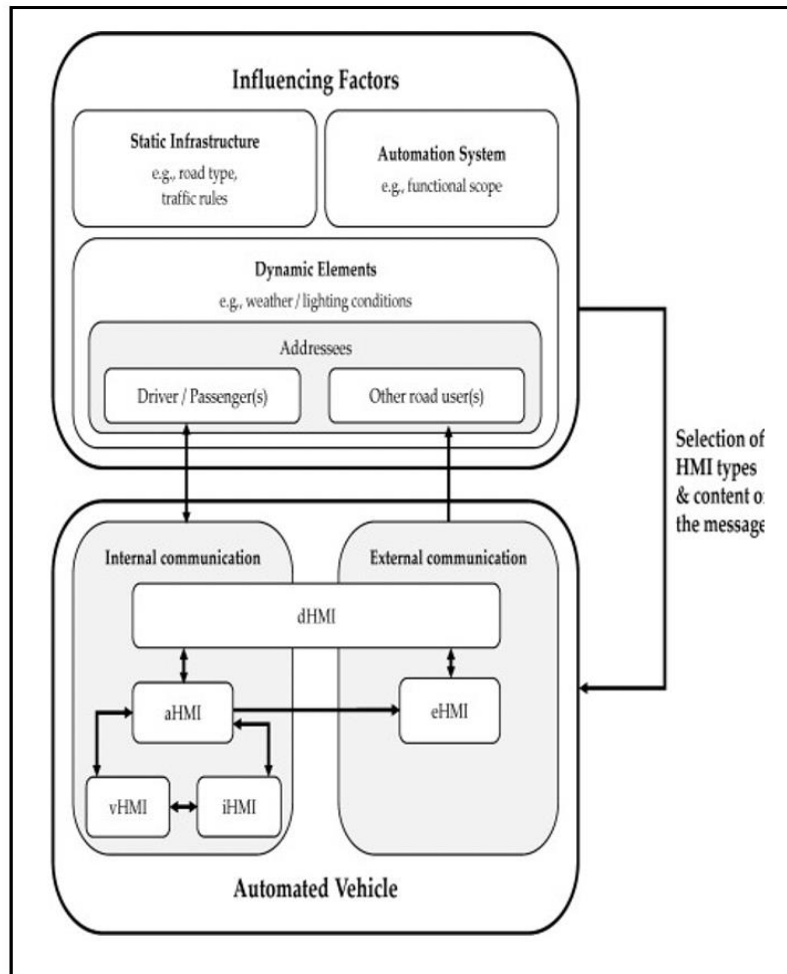 Influencing Factors
Static Infrastructure
e.g., road type,
traffic rules
Automation System
e.g., functional scope
Dynamic Elements
e.g., weather / lighting conditions
Addressees
Driver / Passenger(s)
Other road user(s)
Selection of
HMI types
& content o
the message
Internal communication
External communication
dHMI
aHMI
eHMI
vHMI
iHMI
Automated Vehicle